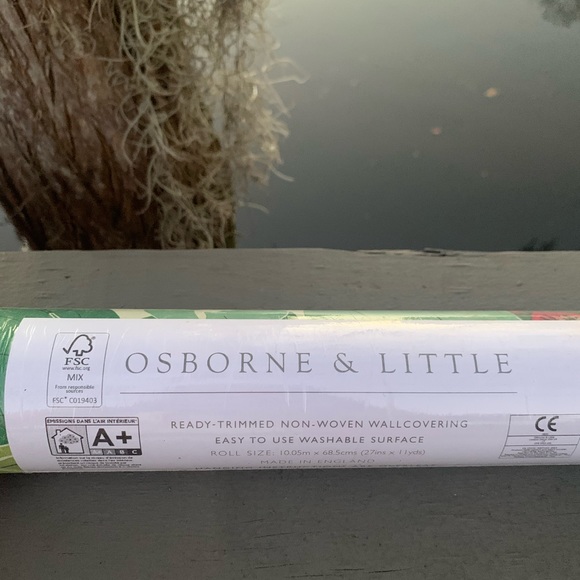 FSC
www.fsc.org
MIX
From responsible
sources
FSC® C019403
OSBORNE & LITTLE
ÉMISSIONS DANS L'AIR INTÉRIEUR
A+
A+ A B C
READY-TRIMMED NON-WOVEN WALLCOVERING
EASY TO USE WASHABLE SURFACE
ROLL SIZE: 10.05m x 68.5cms (27ins x 11yds)
MADE IN ENGLAND
CE